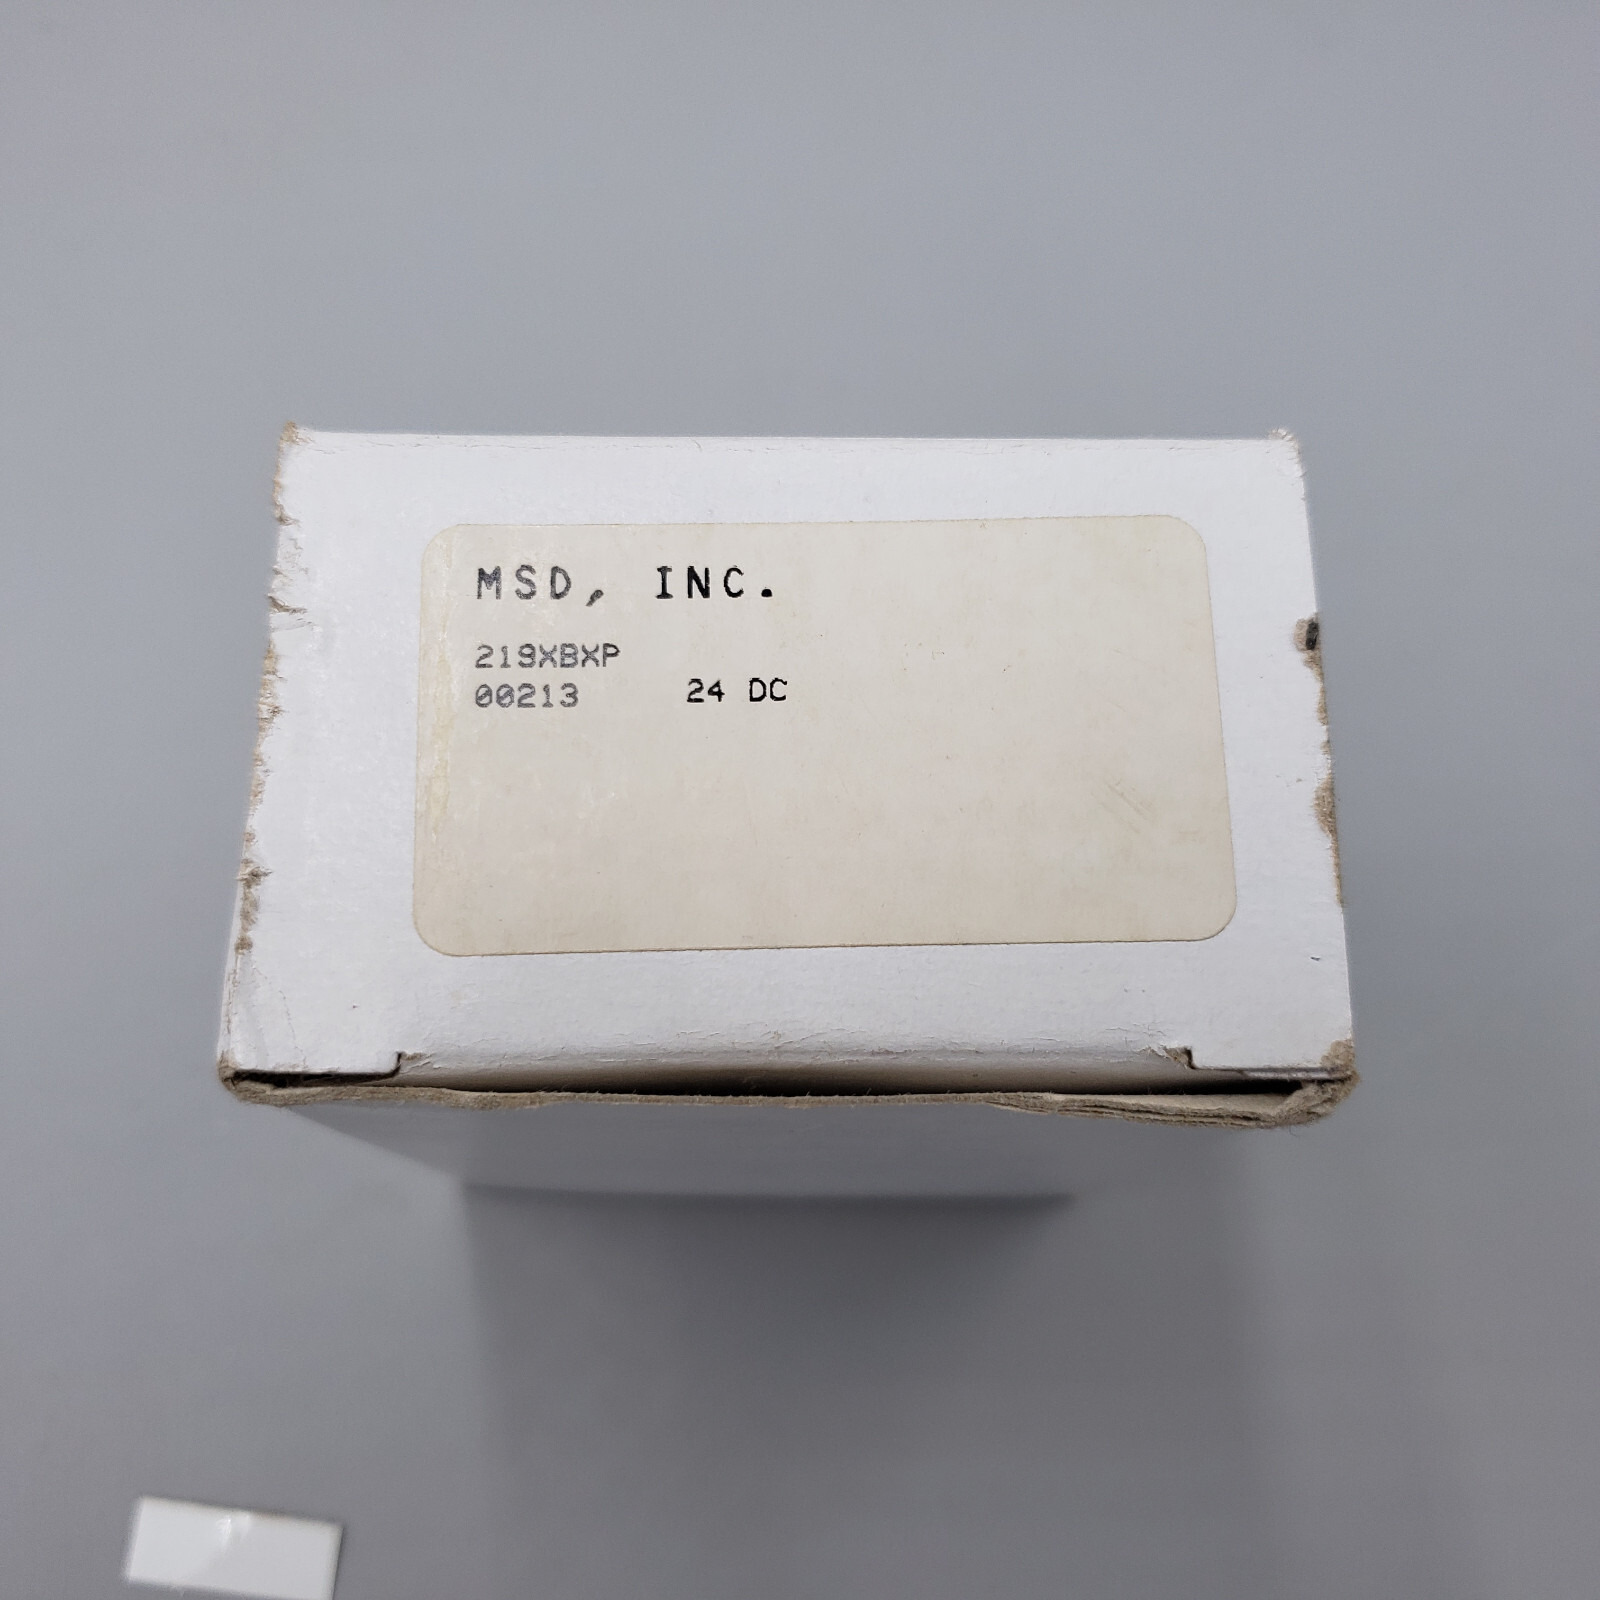 MSD, INC.
219XBXP
00213 24 DC